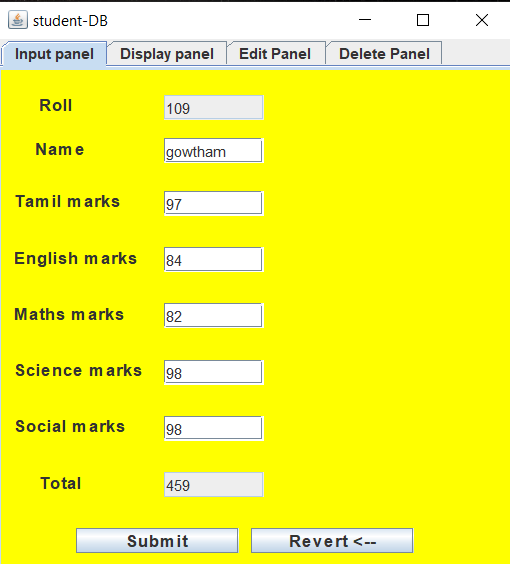 student-DB
Input panel Display panel Edit Panel Delete Panel
Roll 109
Name gowtham
Tamil marks 97
English marks 84
Maths marks 82
Science marks 98
Social marks 98
Total 459
Submit Revert <--